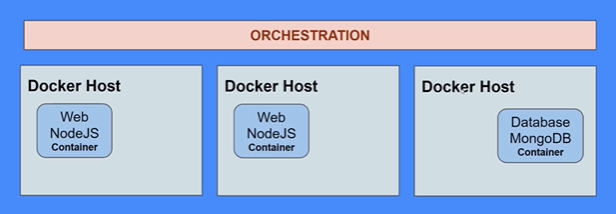 ORCHESTRATION
Docker Host
Web
NodeJS
Container
Docker Host
Web
NodeJS
Container
Docker Host
Database
MongoDB
Container